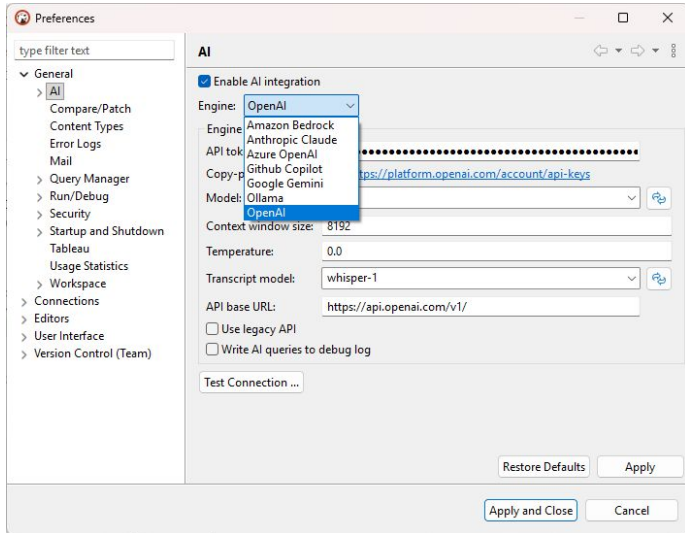 Preferences
type filter text
General
AI
Compare/Patch
Content Types
Error Logs
Mail
Query Manager
Run/Debug
Security
Startup and Shutdown
Tableau
Usage Statistics
Workspace
Connections
Editors
User Interface
Version Control (Team)
AI
Enable AI integration
Engine: OpenAI
Amazon Bedrock
Anthropic Claude
Azure OpenAI
Github Copilot
Google Gemini
Ollama
OpenAI
Engine
API tok
Copy-p tps://platform.openai.com/account/api-keys
Model:
Context window size: 8192
Temperature: 0.0
Transcript model: whisper-1
API base URL: https://api.openai.com/v1/
Use legacy API
Write AI queries to debug log
Test Connection ...
Restore Defaults Apply
Apply and Close Cancel